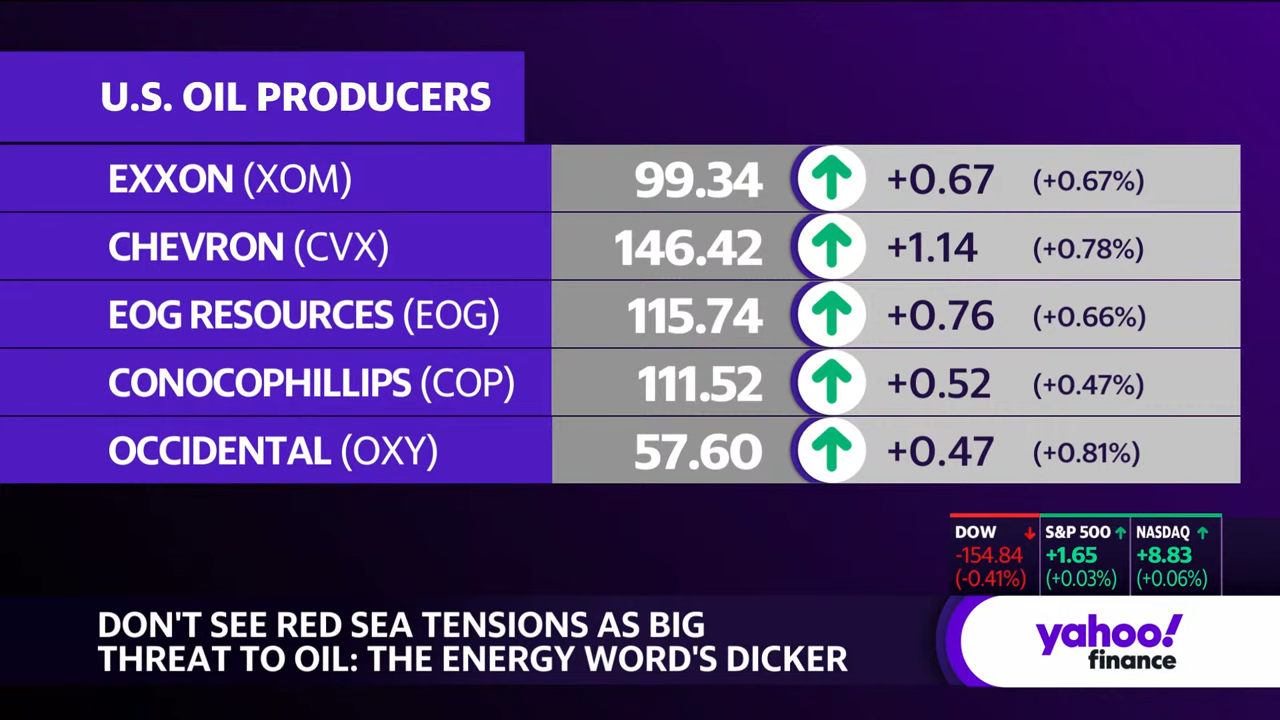 U.S. OIL PRODUCERS
EXXON (XOM) 99.34 +0.67 (+0.67%)
CHEVRON (CVX) 146.42 +1.14 (+0.78%)
EOG RESOURCES (EOG) 115.74 +0.76 (+0.66%)
CONOCOPHILLIPS (COP) 111.52 +0.52 (+0.47%)
OCCIDENTAL (OXY) 57.60 +0.47 (+0.81%)
DOW S&P 500 NASDAQ
-154.84 +1.65 +8.83
(-0.41%) (+0.03%) (+0.06%)
DON'T SEE RED SEA TENSIONS AS BIG
THREAT TO OIL: THE ENERGY WORD'S DICKER
yahoo!
finance